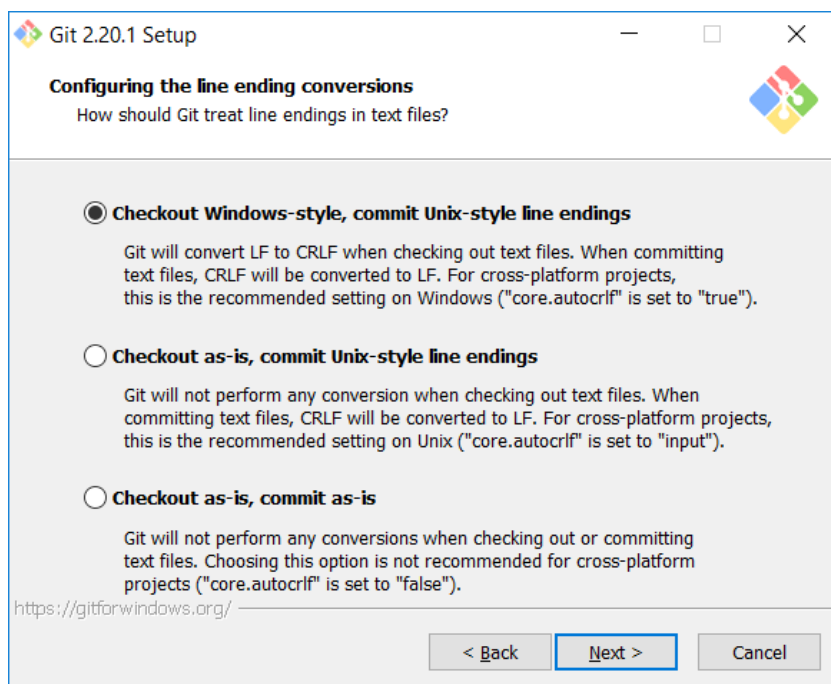 Git 2.20.1 Setup
Configuring the line ending conversions
How should Git treat line endings in text files?
Checkout Windows-style, commit Unix-style line endings
Git will convert LF to CRLF when checking out text files. When committing
text files, CRLF will be converted to LF. For cross-platform projects,
this is the recommended setting on Windows ("core.autocrlf" is set to "true").
Checkout as-is, commit Unix-style line endings
Git will not perform any conversion when checking out text files. When
committing text files, CRLF will be converted to LF. For cross-platform projects,
this is the recommended setting on Unix ("core.autocrlf" is set to "input").
Checkout as-is, commit as-is
Git will not perform any conversions when checking out or committing
text files. Choosing this option is not recommended for cross-platform
projects ("core.autocrlf" is set to "false").
https://gitforwindows.org/
< Back
Next >
Cancel